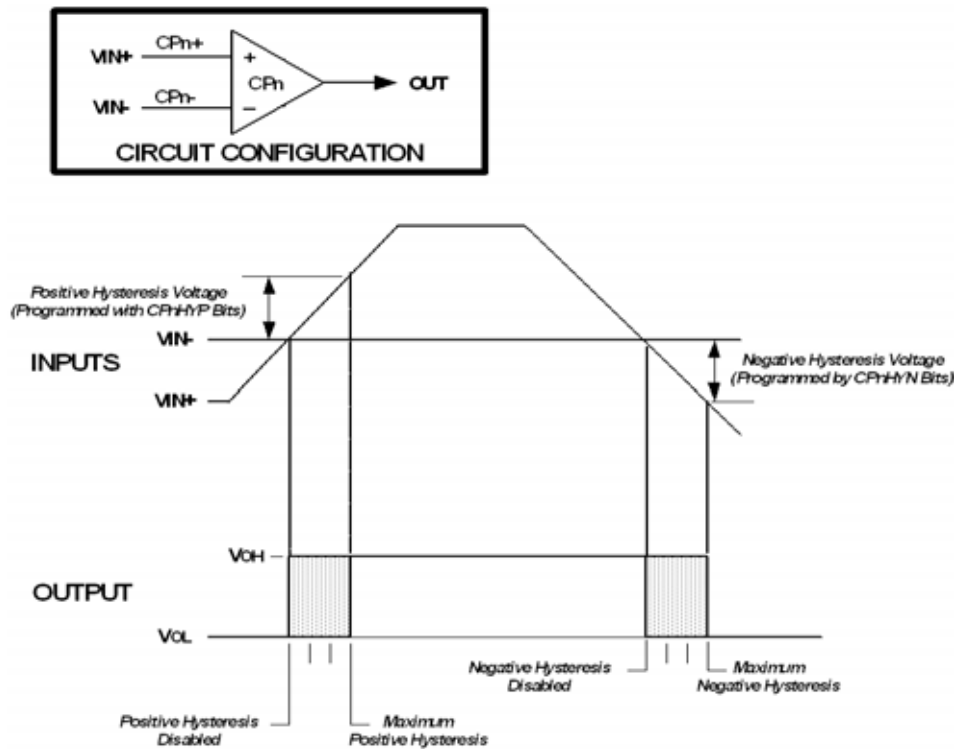 CPn+
VIN+
+
CPn
OUT
CPn-
VIN-
−
CIRCUIT CONFIGURATION
Positive Hysteresis Voltage
(Programmed with CPnHYP Bits)
VIN-
INPUTS
Negative Hysteresis Voltage
(Programmed by CPnHYN Bits)
VIN+
VOH
OUTPUT
VOL
Negative Hysteresis
Disabled
Maximum
Negative Hysteresis
Positive Hysteresis
Disabled
Maximum
Positive Hysteresis